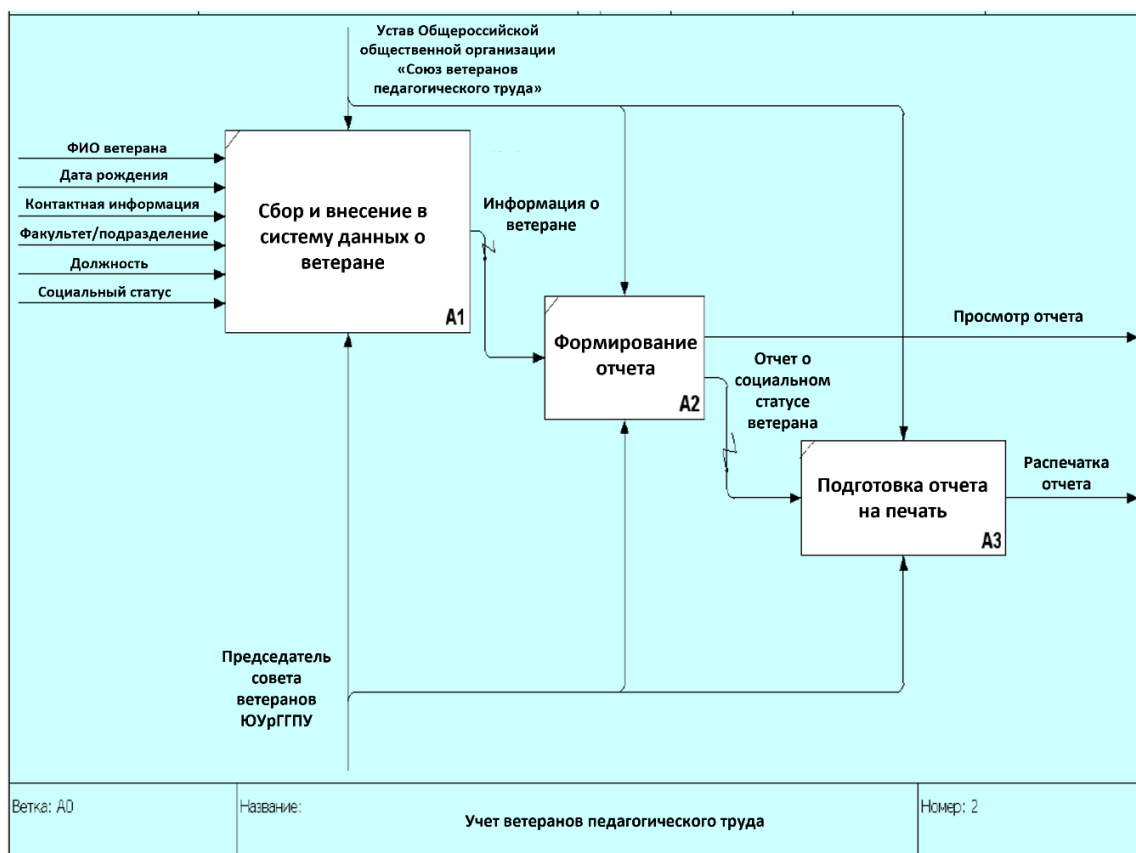 Устав Общероссийской
общественной организации
«Союз ветеранов
педагогического труда»
ФИО ветерана
Дата рождения
Контактная информация
Факультет/подразделение
Должность
Социальный статус
Сбор и внесение в
систему данных о
ветеране
A1
Информация о
ветеране
Формирование
отчета
A2
Просмотр отчета
Отчет о
социальном
статусе
ветерана
Подготовка отчета
на печать
A3
Распечатка
отчета
Председатель
совета
ветеранов
ЮУрГГПУ
Ветка: A0
Название:
Учет ветеранов педагогического труда
Номер: 2